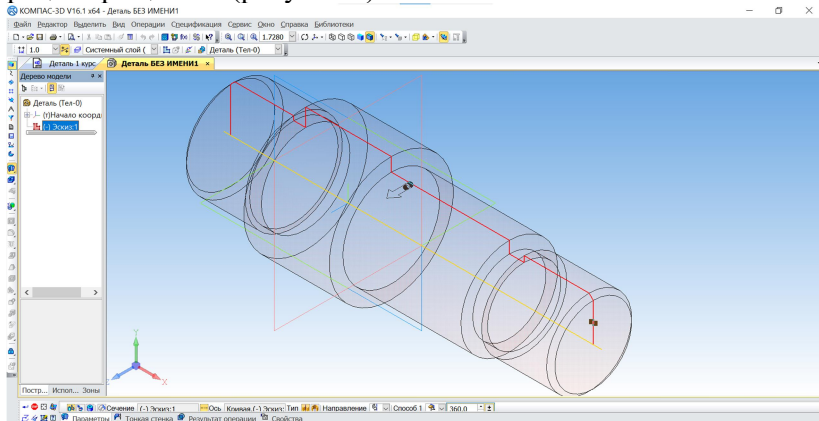 КОМПАС-3D V16.1 x64 - Деталь БЕЗ ИМЕНИ1
Файл Редактор Выделить Вид Операции Спецификация Сервис Окно Справка Библиотеки
1.7280
1.0 Системный слой ( Деталь (Тел-0)
Деталь 1 курс Деталь БЕЗ ИМЕНИ1 ×
Дерево модели
Деталь (Тел-0)
(т)Начало коорд
(-) Эскиз:1
Y
X
Постр... Испол... Зоны
Сечение (-) Эскиз:1 Ось Кривая (-) Эскиз: Тип Направление Способ 1 360.0
Параметры Тонкая стенка Результат операции Свойства